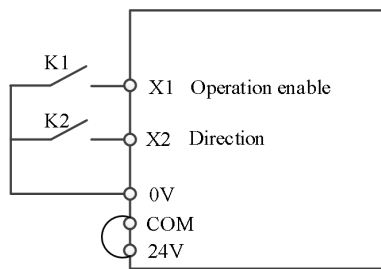 K1
X1 Operation enable
K2
X2 Direction
0V
COM
24V